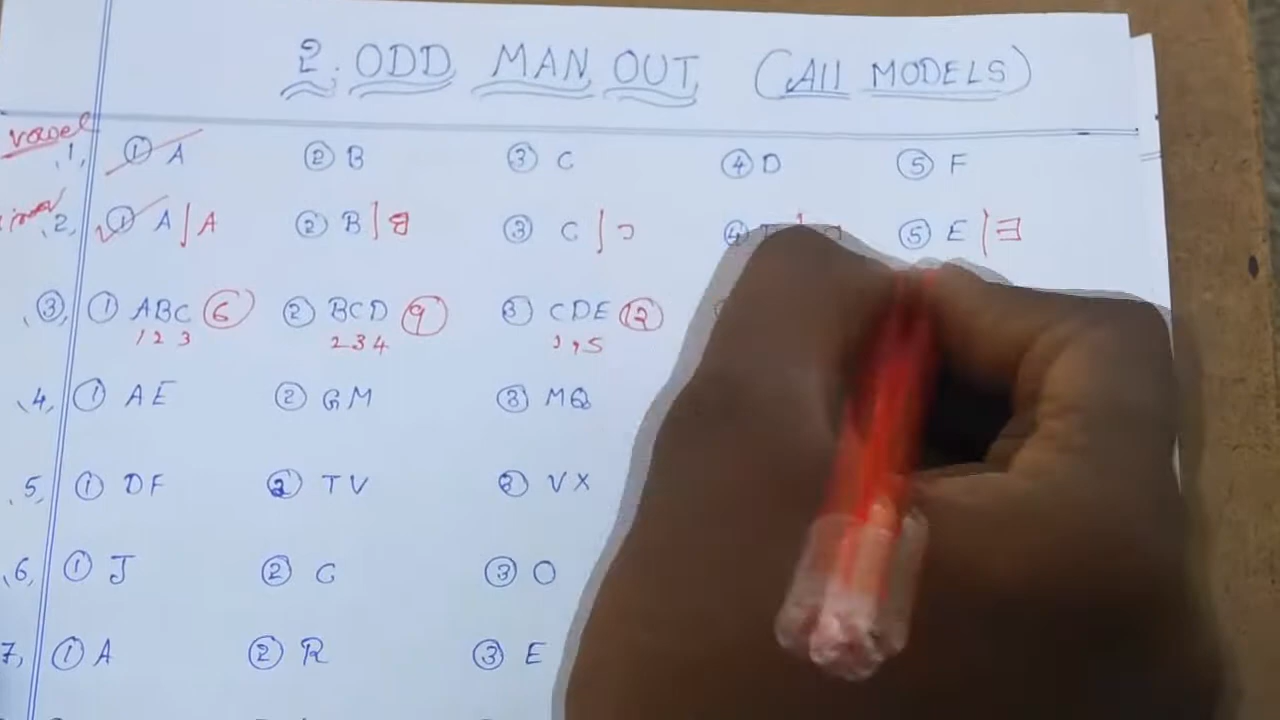 2. ODD MAN OUT (All MODELS)
vowel
1, ① A ② B ③ C ④ D ⑤ F
2, ① A | A ② B | ③ C | ④ ⑤ E | Ǝ
③, ① ABC 6 ② BCD 9 ③ CDE 12
1 2 3 2 3 4
4, ① AE ② GM ③ MQ
5, ① DF ② TV ③ VX
6, ① J ② G ③ O
7, ① A ② R ③ E